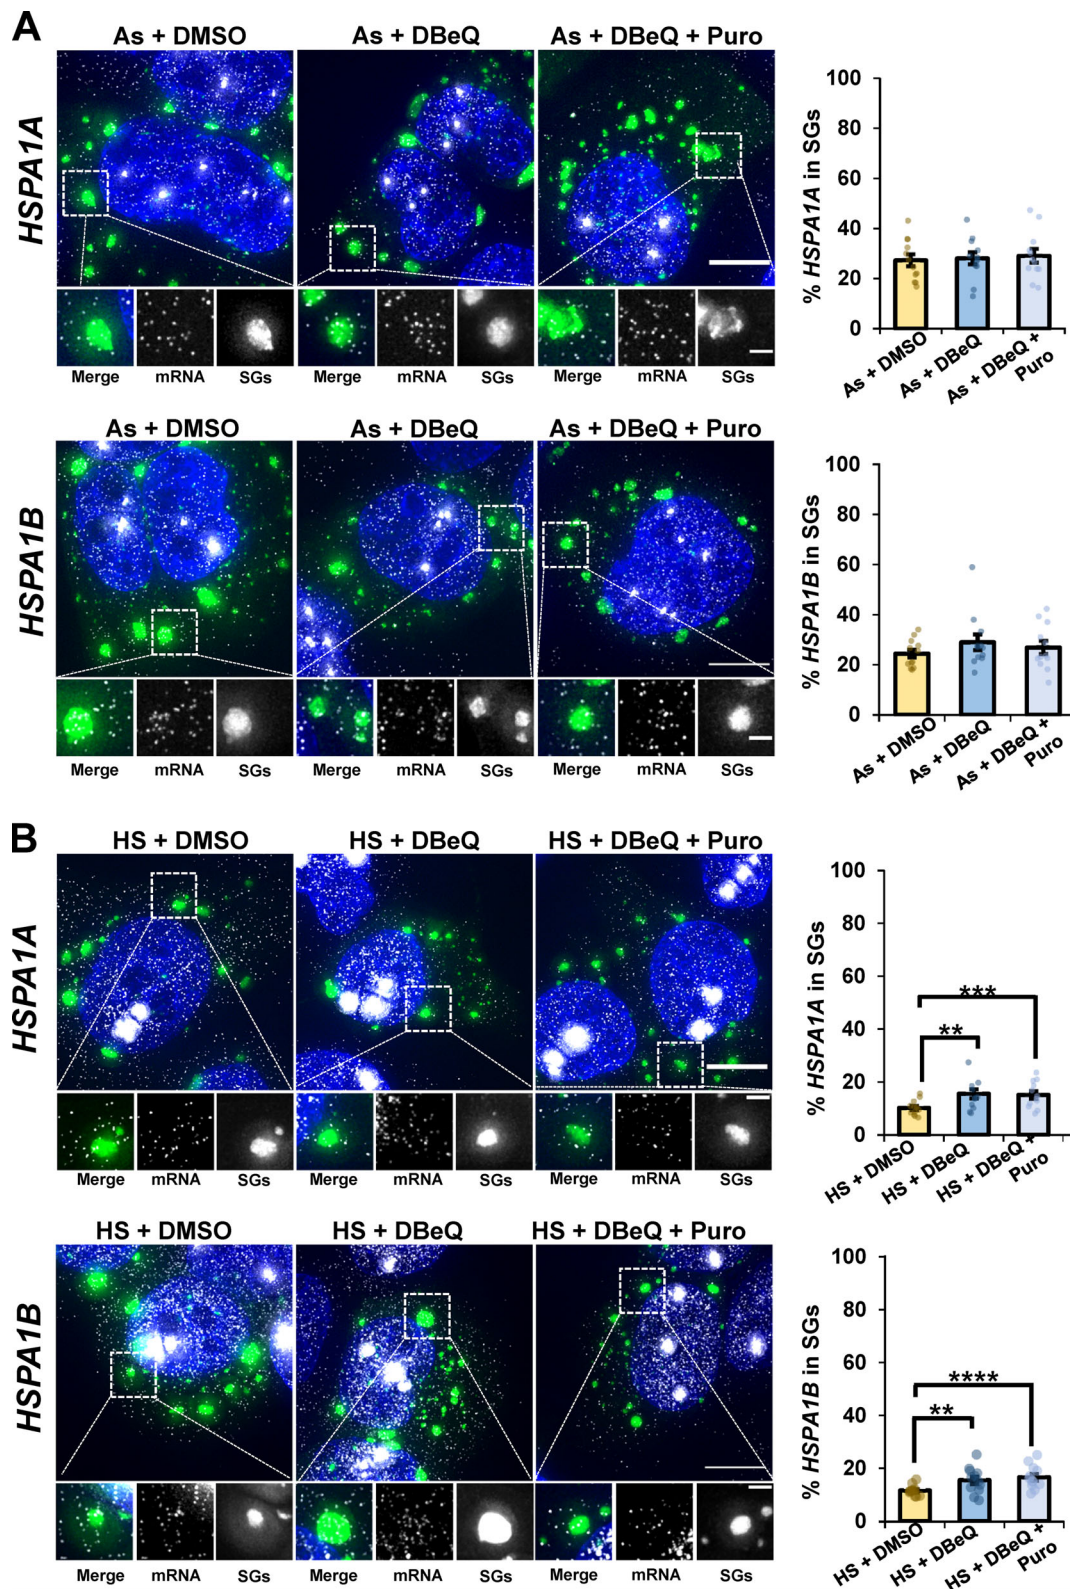 A
As + DMSO
As + DBeQ
As + DBeQ + Puro
HSPA1A
Merge
mRNA
SGs
Merge
mRNA
SGs
Merge
mRNA
SGs
% HSPA1A in SGs
100
80
60
40
20
0
As + DMSO
As + DBeQ
As + DBeQ +
Puro
As + DMSO
As + DBeQ
As + DBeQ + Puro
HSPA1B
Merge
mRNA
SGs
Merge
mRNA
SGs
Merge
mRNA
SGs
% HSPA1B in SGs
100
80
60
40
20
0
As + DMSO
As + DBeQ
As + DBeQ +
Puro
B
HS + DMSO
HS + DBeQ
HS + DBeQ + Puro
HSPA1A
Merge
mRNA
SGs
Merge
mRNA
SGs
Merge
mRNA
SGs
% HSPA1A in SGs
100
80
60
40
20
0
***
**
HS + DMSO
HS + DBeQ
HS + DBeQ +
Puro
HS + DMSO
HS + DBeQ
HS + DBeQ + Puro
HSPA1B
Merge
mRNA
SGs
Merge
mRNA
SGs
Merge
mRNA
SGs
% HSPA1B in SGs
100
80
60
40
20
0
****
**
HS + DMSO
HS + DBeQ
HS + DBeQ +
Puro